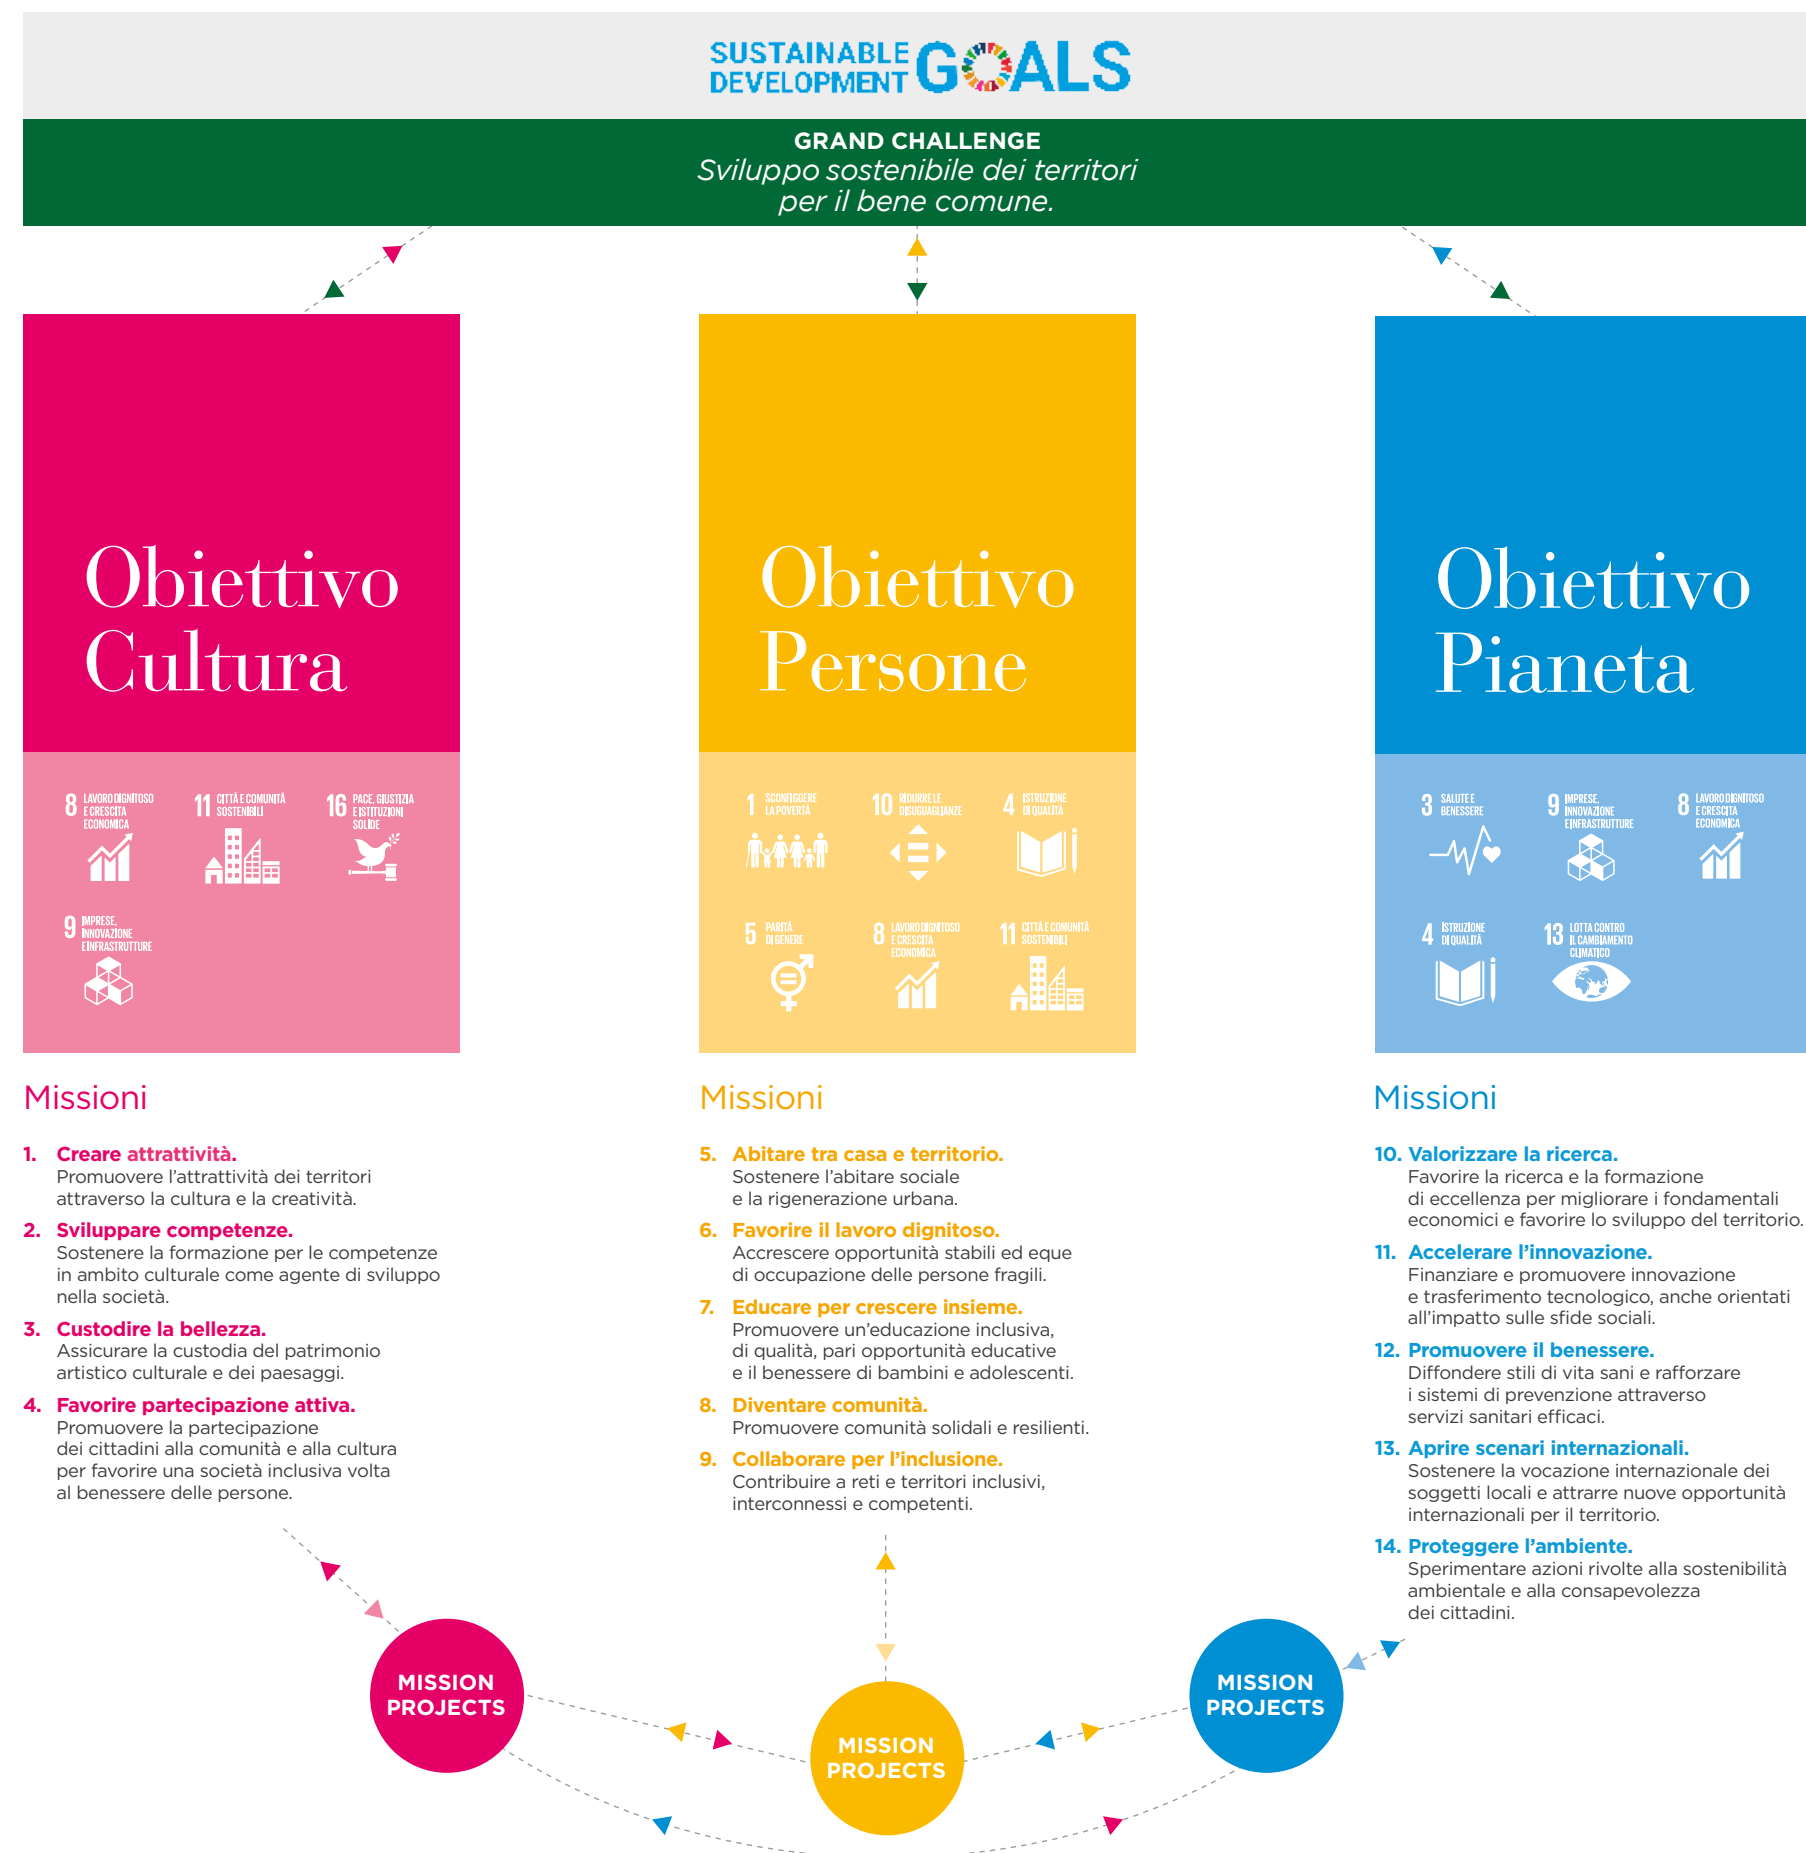 SUSTAINABLE
DEVELOPMENT
GOALS
GRAND CHALLENGE
Sviluppo sostenibile dei territori
per il bene comune.
Obiettivo
Cultura
8 LAVORO DIGNITOSO
E CRESCITA
ECONOMICA
11 CITTÀ E COMUNITÀ
SOSTENIBILI
16 PACE, GIUSTIZIA
E ISTITUZIONI
SOLIDE
9 IMPRESE,
INNOVAZIONE
E INFRASTRUTTURE
Missioni
1. Creare attrattività.
Promuovere l’attrattività dei territori
attraverso la cultura e la creatività.
2. Sviluppare competenze.
Sostenere la formazione per le competenze
in ambito culturale come agente di sviluppo
nella società.
3. Custodire la bellezza.
Assicurare la custodia del patrimonio
artistico culturale e dei paesaggi.
4. Favorire partecipazione attiva.
Promuovere la partecipazione
dei cittadini alla comunità e alla cultura
per favorire una società inclusiva volta
al benessere delle persone.
Obiettivo
Persone
1 SCONFIGGERE
LA POVERTÀ
10 RIDURRE LE
DISUGUAGLIANZE
4 ISTRUZIONE
DI QUALITÀ
5 PARITÀ
DI GENERE
8 LAVORO DIGNITOSO
E CRESCITA
ECONOMICA
11 CITTÀ E COMUNITÀ
SOSTENIBILI
Missioni
5. Abitare tra casa e territorio.
Sostenere l’abitare sociale
e la rigenerazione urbana.
6. Favorire il lavoro dignitoso.
Accrescere opportunità stabili ed eque
di occupazione delle persone fragili.
7. Educare per crescere insieme.
Promuovere un’educazione inclusiva,
di qualità, pari opportunità educative
e il benessere di bambini e adolescenti.
8. Diventare comunità.
Promuovere comunità solidali e resilienti.
9. Collaborare per l’inclusione.
Contribuire a reti e territori inclusivi,
interconnessi e competenti.
Obiettivo
Pianeta
3 SALUTE E
BENESSERE
9 IMPRESE,
INNOVAZIONE
E INFRASTRUTTURE
8 LAVORO DIGNITOSO
E CRESCITA
ECONOMICA
4 ISTRUZIONE
DI QUALITÀ
13 LOTTA CONTRO
IL CAMBIAMENTO
CLIMATICO
Missioni
10. Valorizzare la ricerca.
Favorire la ricerca e la formazione
di eccellenza per migliorare i fondamentali
economici e favorire lo sviluppo del territorio.
11. Accelerare l’innovazione.
Finanziare e promuovere innovazione
e trasferimento tecnologico, anche orientati
all’impatto sulle sfide sociali.
12. Promuovere il benessere.
Diffondere stili di vita sani e rafforzare
i sistemi di prevenzione attraverso
servizi sanitari efficaci.
13. Aprire scenari internazionali.
Sostenere la vocazione internazionale dei
soggetti locali e attrarre nuove opportunità
internazionali per il territorio.
14. Proteggere l’ambiente.
Sperimentare azioni rivolte alla sostenibilità
ambientale e alla consapevolezza
dei cittadini.
MISSION
PROJECTS
MISSION
PROJECTS
MISSION
PROJECTS